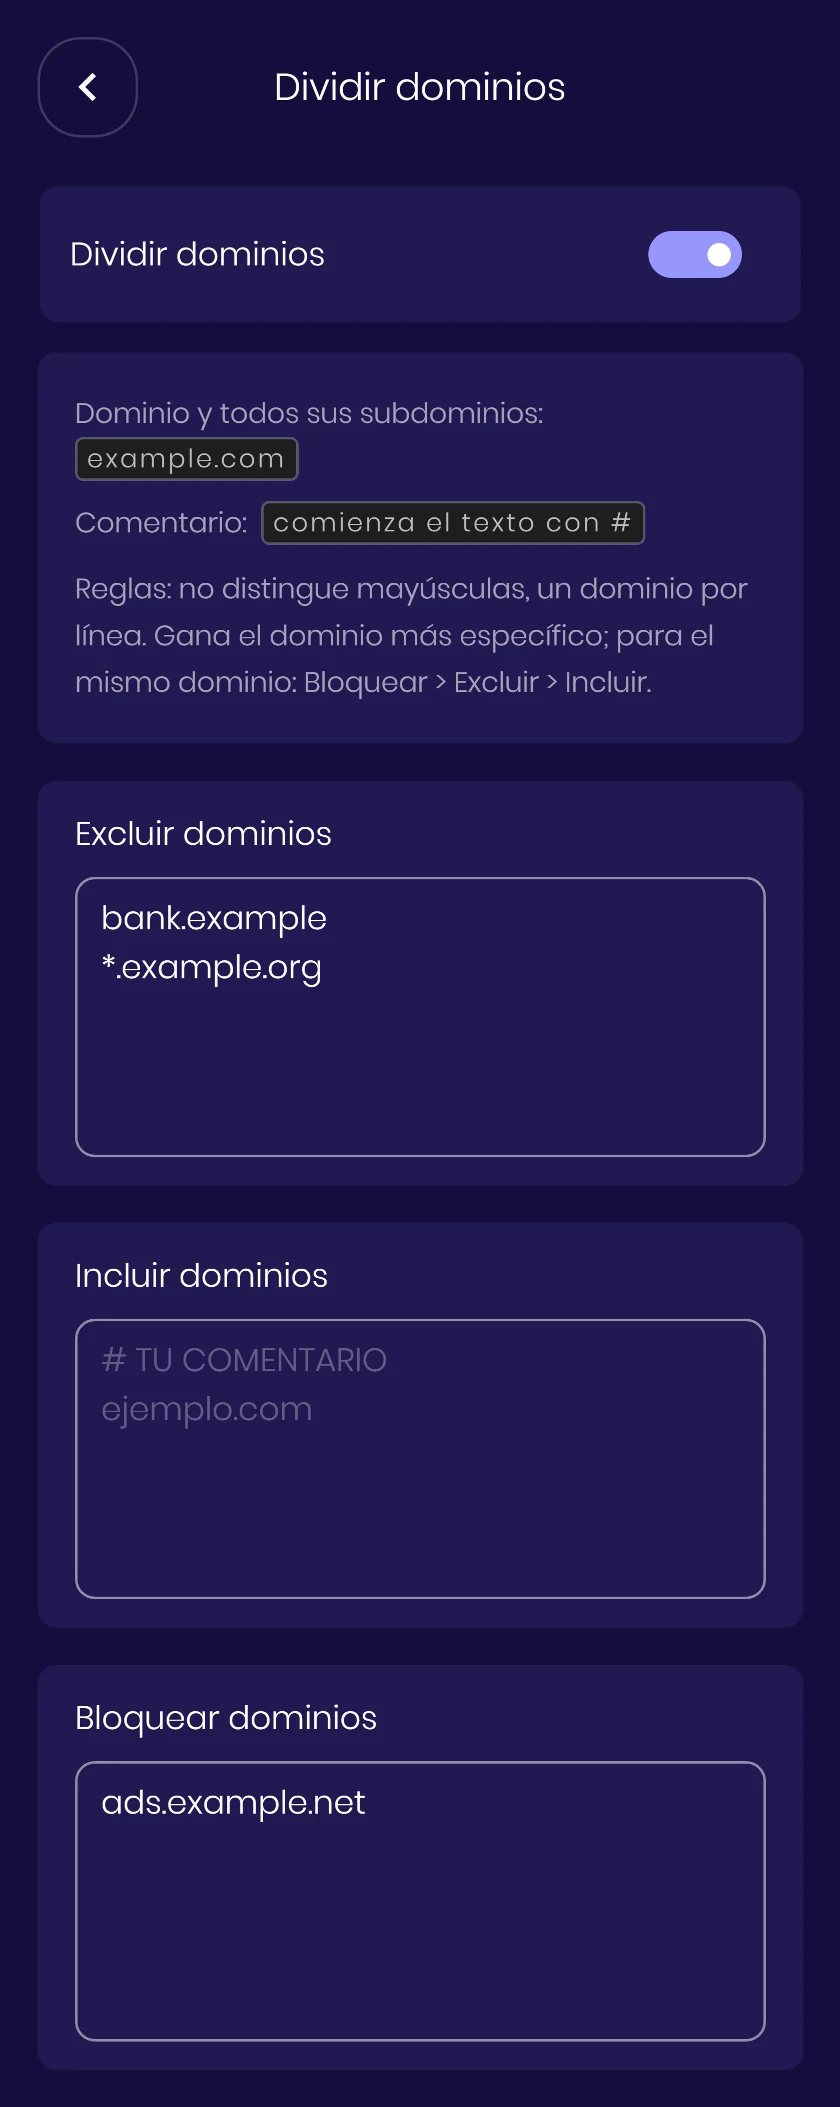 Dividir dominios
Dividir dominios
Dominio y todos sus subdominios:
example.com
Comentario: comienza el texto con #
Reglas: no distingue mayúsculas, un dominio por
línea. Gana el dominio más específico; para el
mismo dominio: Bloquear > Excluir > Incluir.
Excluir dominios
bank.example
*.example.org
Incluir dominios
# TU COMENTARIO
ejemplo.com
Bloquear dominios
ads.example.net